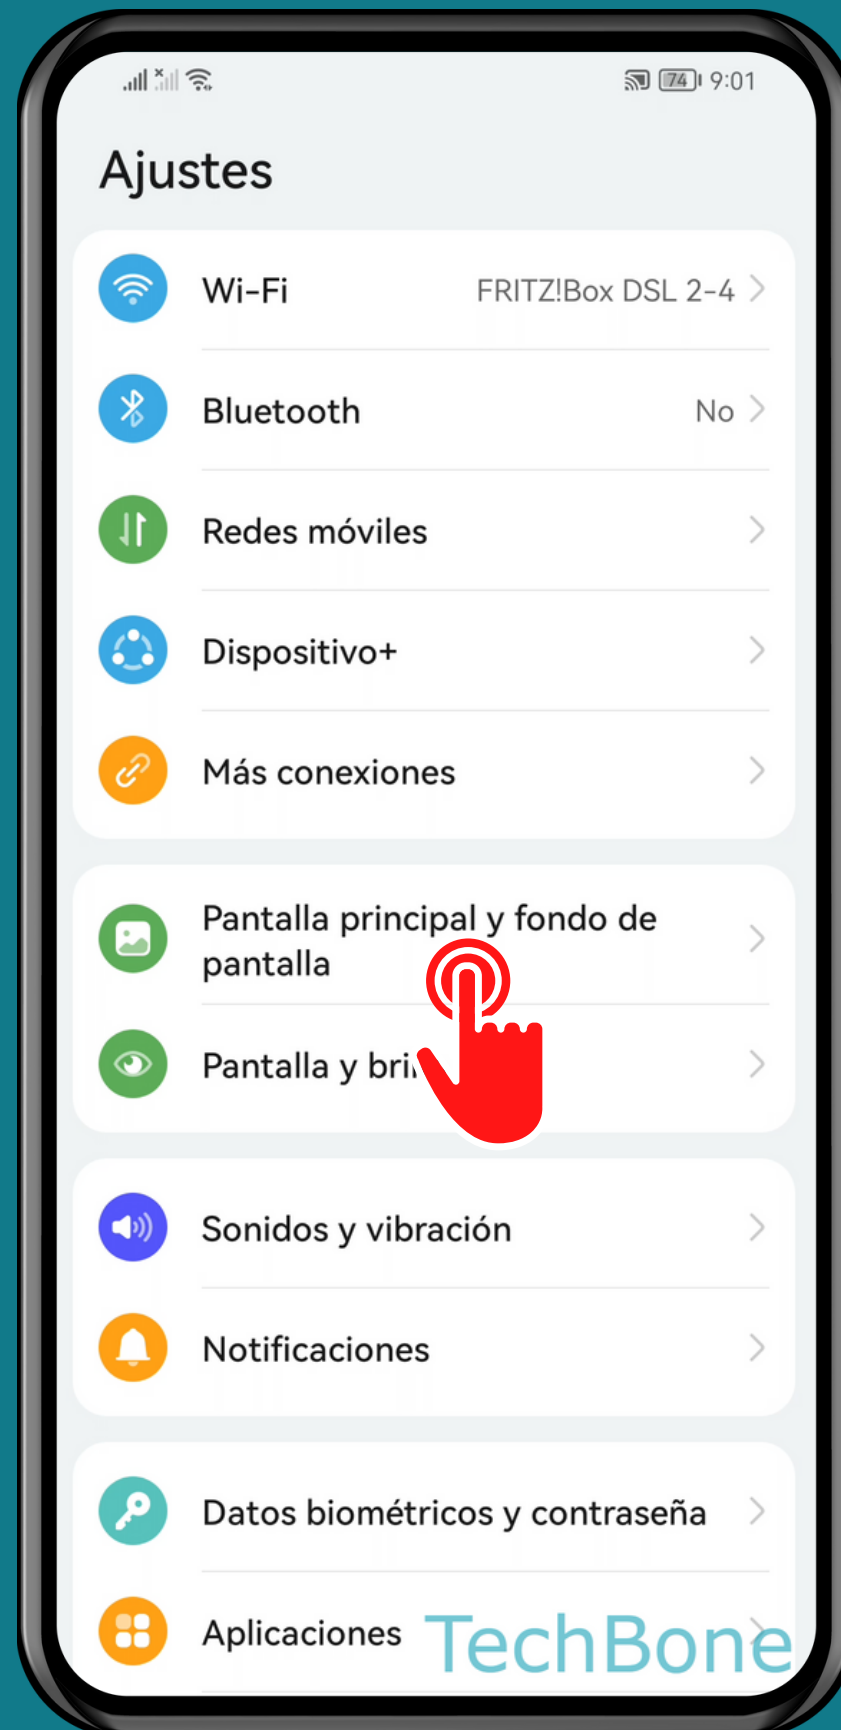 74 9:01
Ajustes
Wi-Fi FRITZ!Box DSL 2-4
Bluetooth No
Redes móviles
Dispositivo+
Más conexiones
Pantalla principal y fondo de
pantalla
Pantalla y
Sonidos y vibración
Notificaciones
Datos biométricos y contraseña
Aplicaciones
TechBone